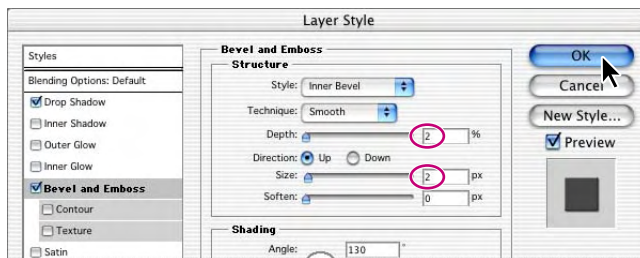 Layer Style
Styles
Blending Options: Default
Drop Shadow
Inner Shadow
Outer Glow
Inner Glow
Bevel and Emboss
Contour
Texture
Satin
Bevel and Emboss
Structure
Style: Inner Bevel
Technique: Smooth
Depth: 2 %
Direction: Up Down
Size: 2 px
Soften: 0 px
Shading
Angle: 130 °
OK
Cancel
New Style...
Preview